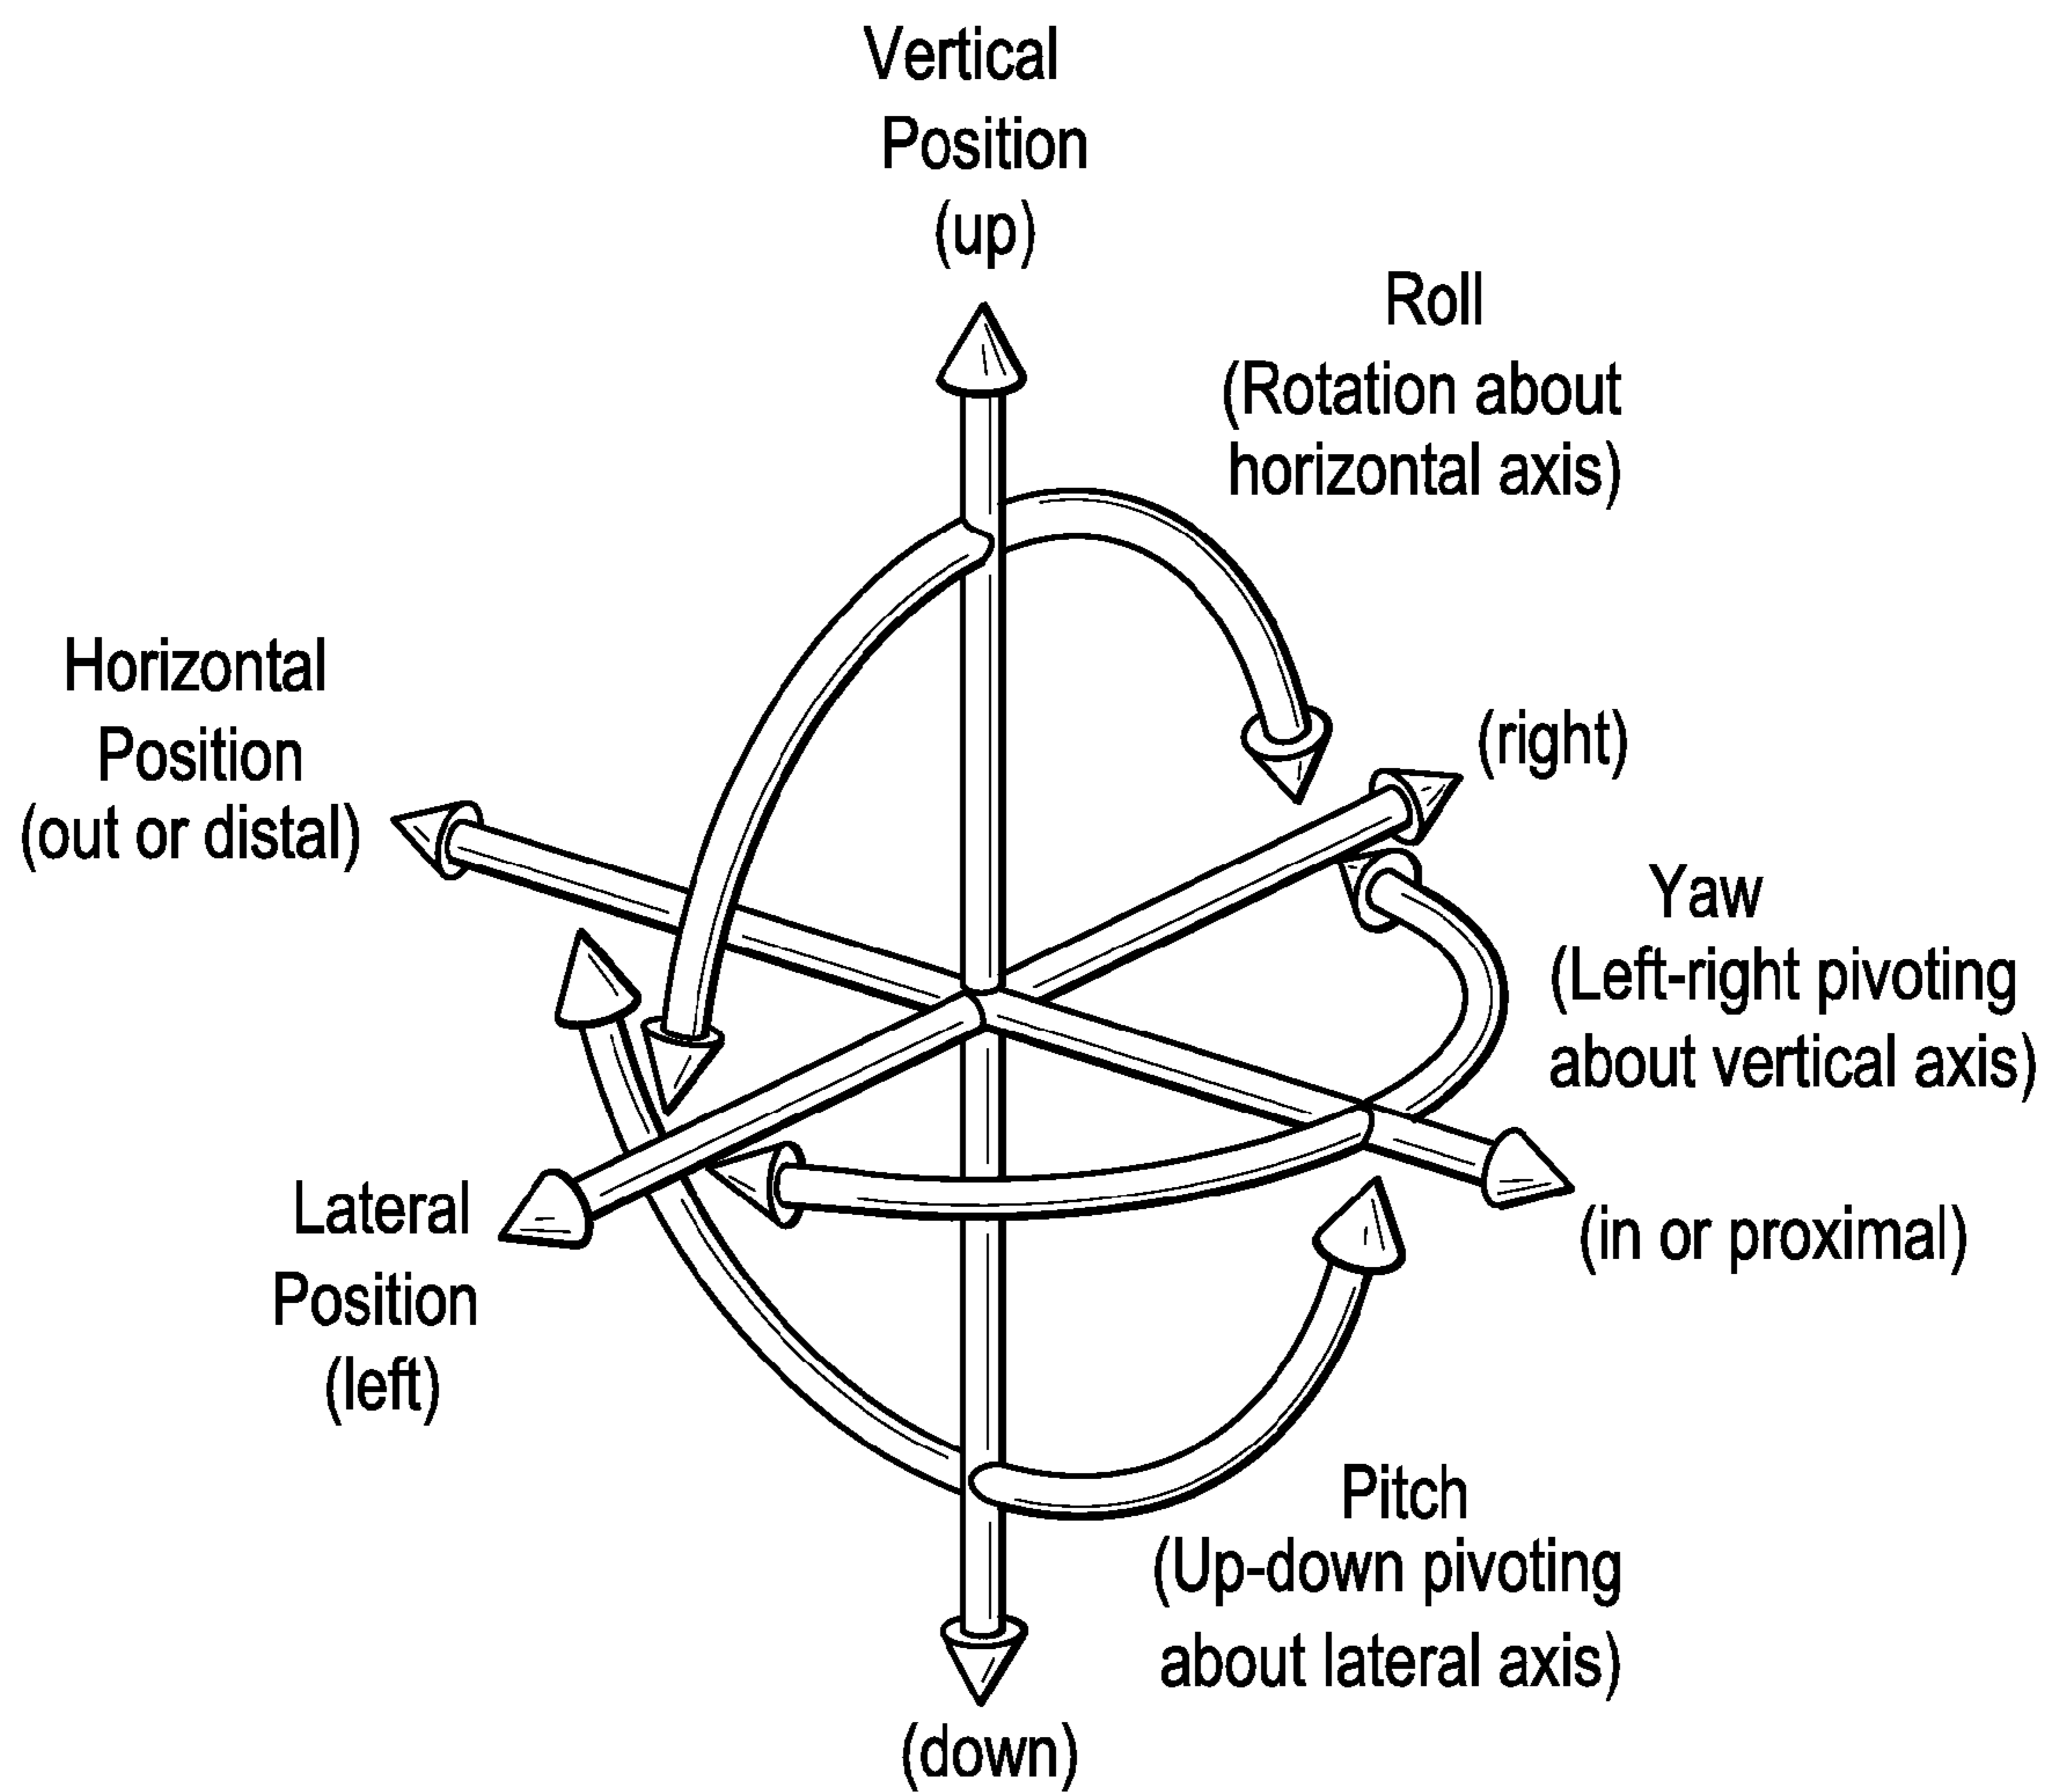 Vertical
Position
(up)
Roll
(Rotation about
horizontal axis)
Horizontal
Position
(out or distal)
(right)
Yaw
(Left-right pivoting
about vertical axis)
Lateral
Position
(left)
(in or proximal)
Pitch
(Up-down pivoting
about lateral axis)
(down)